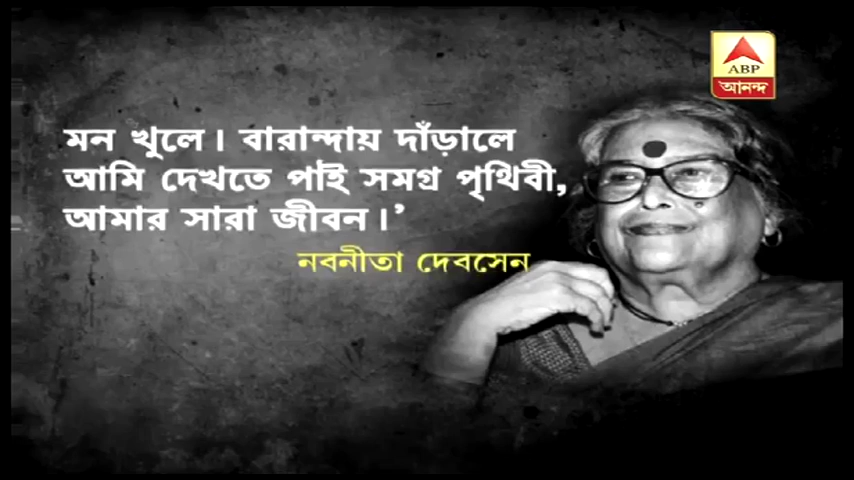 ABP
আনন্দ
মন খুলে। বারান্দায় দাঁড়ালে
আমি দেখতে পাই সমগ্র পৃথিবী,
আমার সারা জীবন।’
নবনীতা দেবসেন